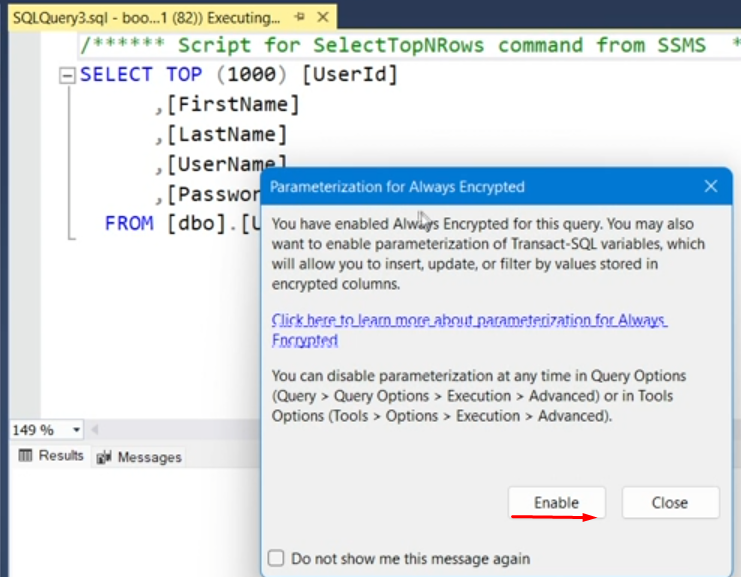 SQLQuery3.sql - boo...1 (82)) Executing...
/****** Script for SelectTopNRows command from SSMS *
SELECT TOP (1000) [UserId]
,[FirstName]
,[LastName]
,[UserName]
,[Passwor
FROM [dbo].[U
Parameterization for Always Encrypted
You have enabled Always Encrypted for this query. You may also
want to enable parameterization of Transact-SQL variables, which
will allow you to insert, update, or filter by values stored in
encrypted columns.
Click here to learn more about parameterization for Always
Encrypted
You can disable parameterization at any time in Query Options
(Query > Query Options > Execution > Advanced) or in Tools
Options (Tools > Options > Execution > Advanced).
149 %
Results Messages
Enable Close
Do not show me this message again